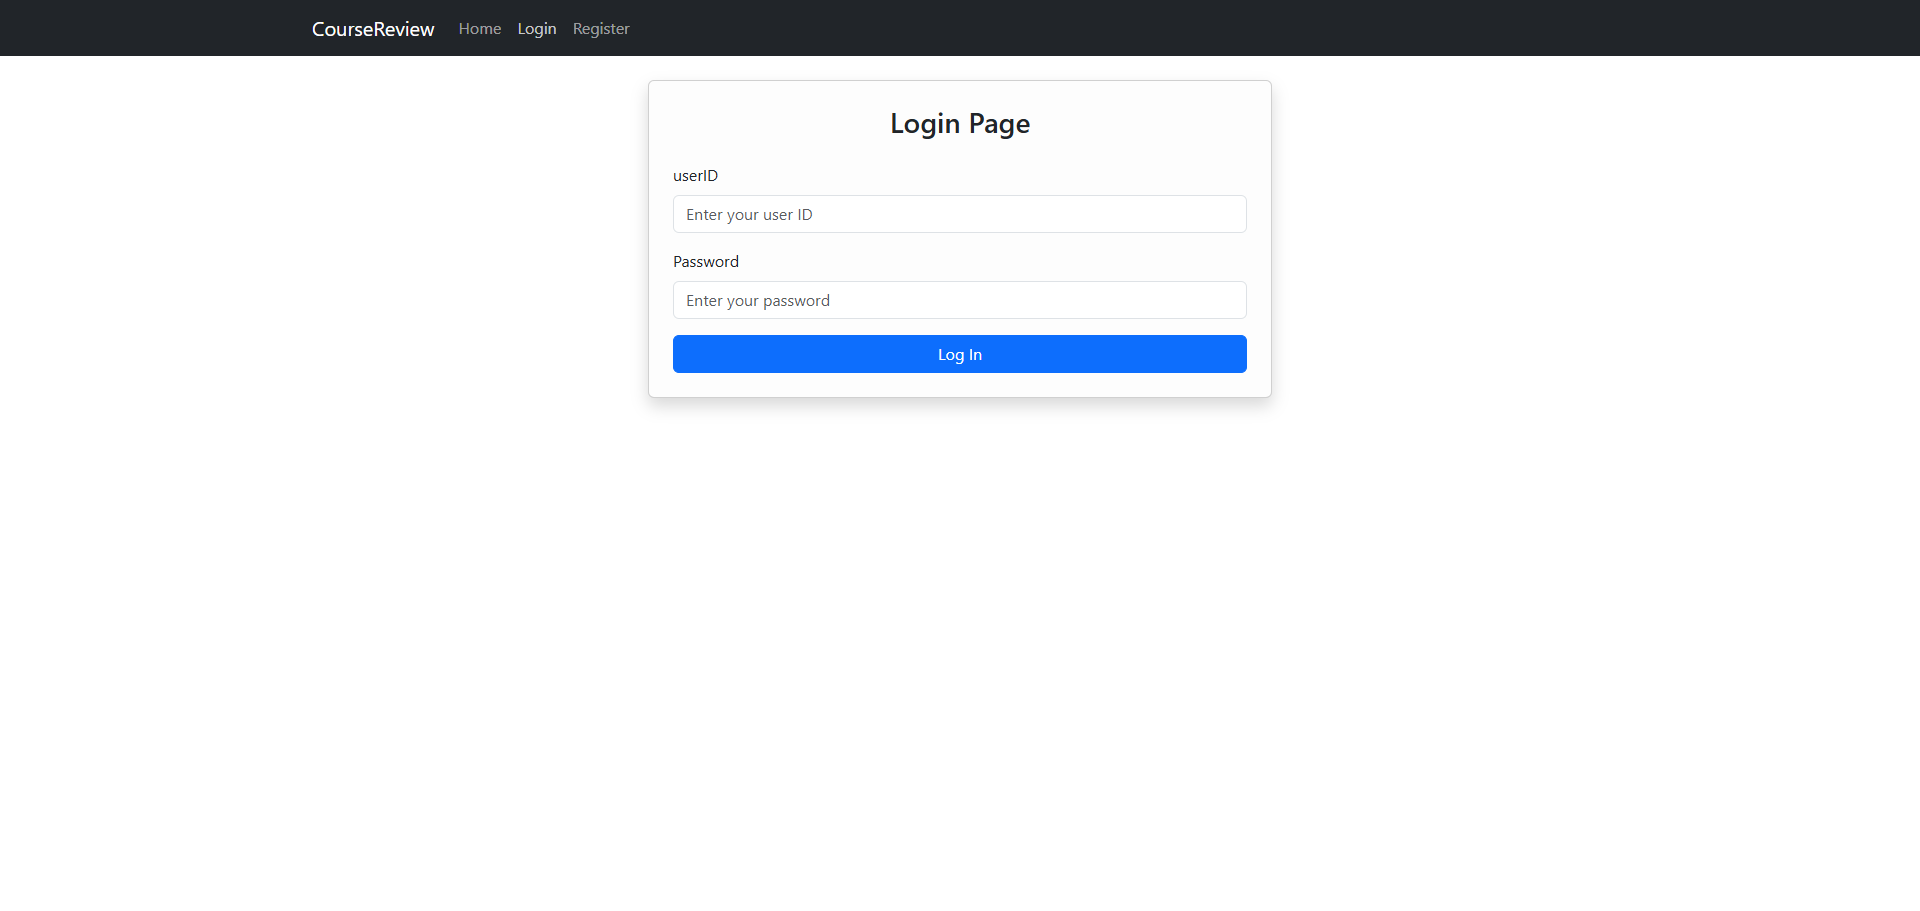 CourseReview Home Login Register
Login Page
userID
Enter your user ID
Password
Enter your password
Log In